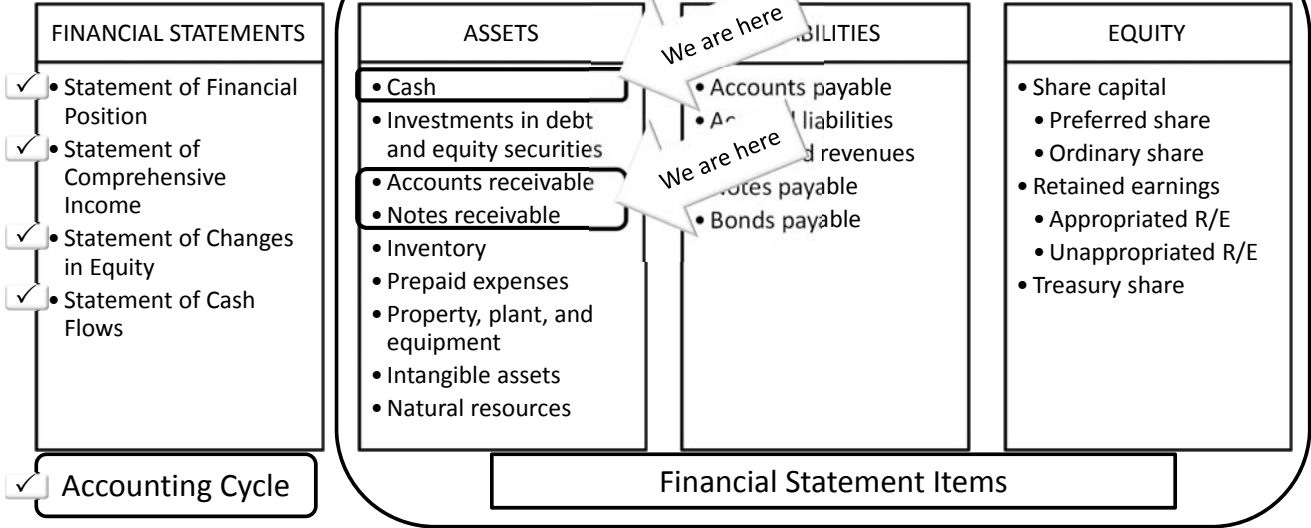 FINANCIAL STATEMENTS
• Statement of Financial
Position
• Statement of
Comprehensive
Income
• Statement of Changes
in Equity
• Statement of Cash
Flows
✓ Accounting Cycle
ASSETS
• Cash
• Investments in debt
and equity securities
• Accounts receivable
• Notes receivable
• Inventory
• Prepaid expenses
• Property, plant, and
equipment
• Intangible assets
• Natural resources
We are here
We are here
BILITIES
• Accounts payable
• liabilities
revenues
payable
• Bonds payable
EQUITY
• Share capital
• Preferred share
• Ordinary share
• Retained earnings
• Appropriated R/E
• Unappropriated R/E
• Treasury share
Financial Statement Items